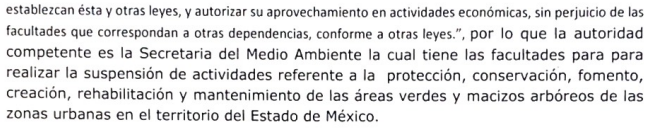 establezcan ésta y otras leyes, y autorizar su aprovechamiento en actividades económicas, sin perjuicio de las
facultades que correspondan a otras dependencias, conforme a otras leyes.”, por lo que la autoridad
competente es la Secretaria del Medio Ambiente la cual tiene las facultades para para
realizar la suspensión de actividades referente a la protección, conservación, fomento,
creación, rehabilitación y mantenimiento de las áreas verdes y macizos arbóreos de las
zonas urbanas en el territorio del Estado de México.